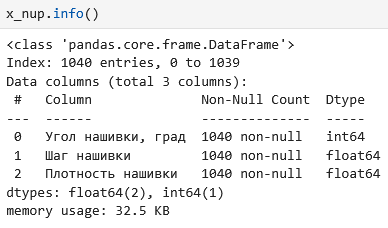 x_nup.info()
<class 'pandas.core.frame.DataFrame'>
Index: 1040 entries, 0 to 1039
Data columns (total 3 columns):
 #   Column                Non-Null Count  Dtype
---  ------                --------------  -----
 0   Угол нашивки, град    1040 non-null   int64
 1   Шаг нашивки           1040 non-null   float64
 2   Плотность нашивки     1040 non-null   float64
dtypes: float64(2), int64(1)
memory usage: 32.5 KB